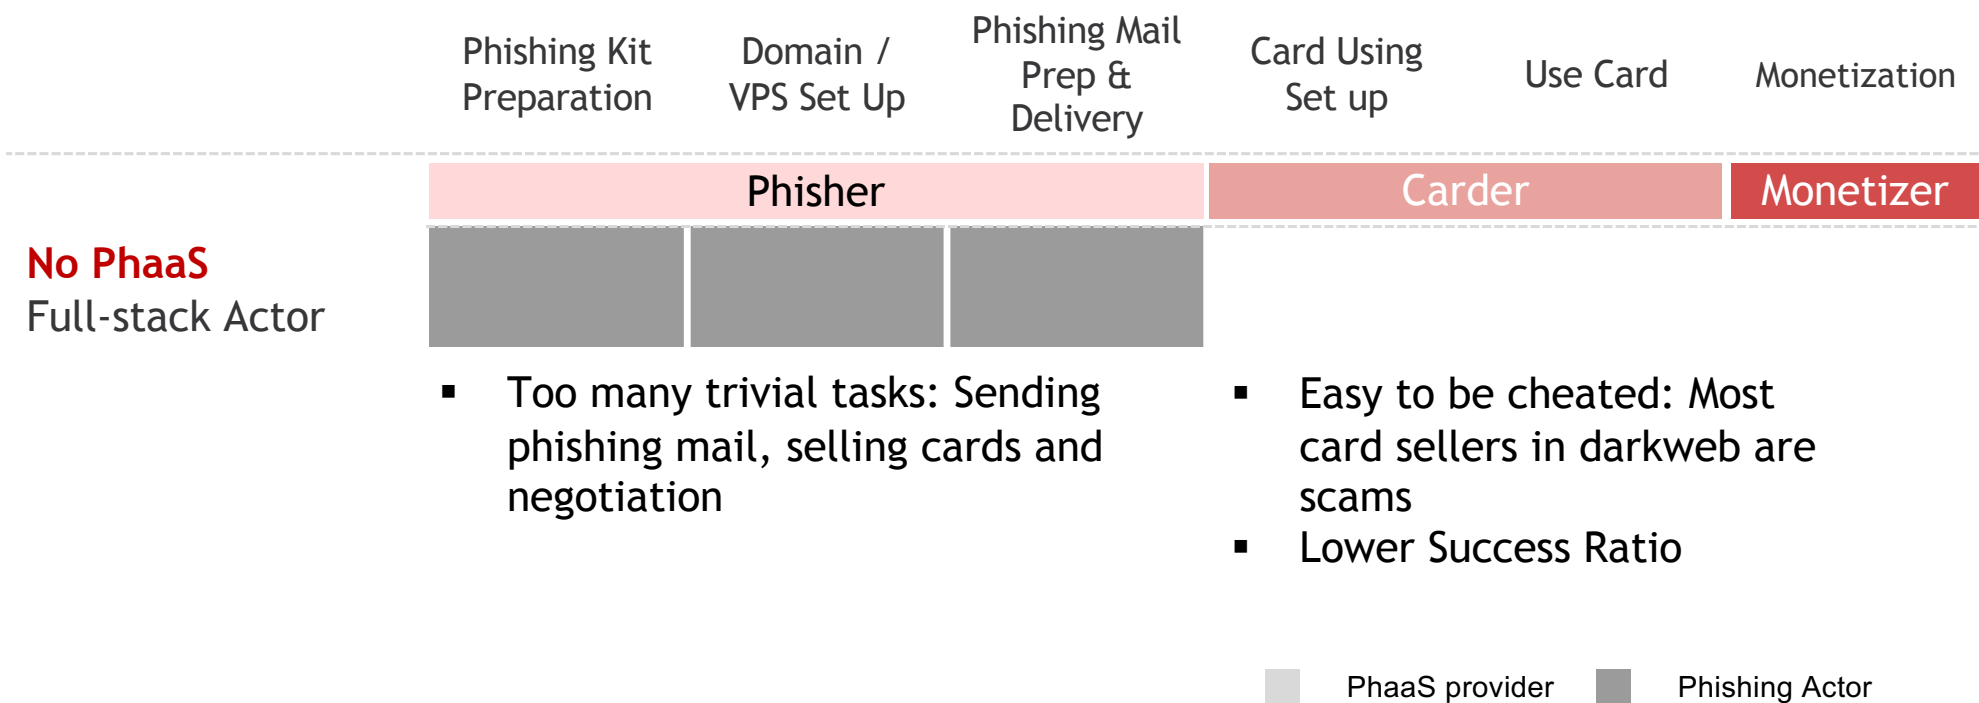 Phishing Kit
Preparation
Domain /
VPS Set Up
Phishing Mail
Prep &
Delivery
Card Using
Set up
Use Card
Monetization
Phisher
Carder
Monetizer
No PhaaS
Full-stack Actor
▪ Too many trivial tasks: Sending
phishing mail, selling cards and
negotiation
▪ Easy to be cheated: Most
card sellers in darkweb are
scams
▪ Lower Success Ratio
PhaaS provider
Phishing Actor